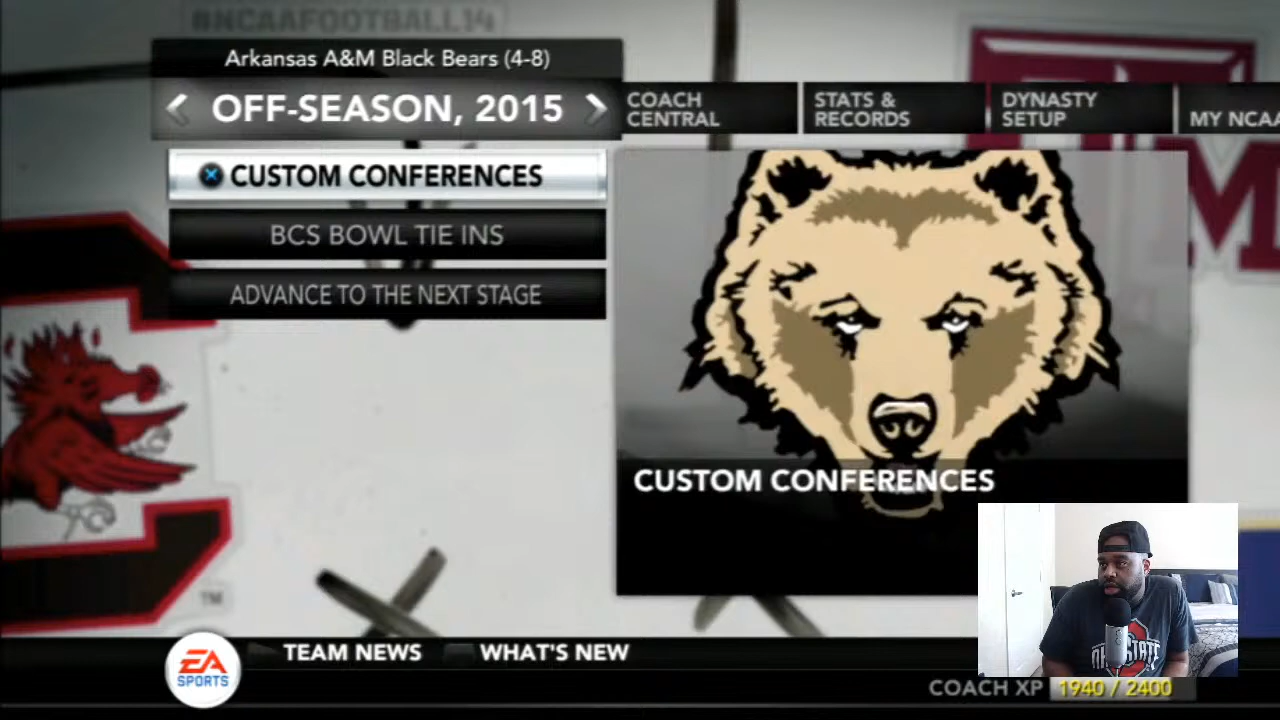 #NCAAFOOTBALL14
Arkansas A&M Black Bears (4-8)
OFF-SEASON, 2015
COACH
CENTRAL
STATS &
RECORDS
DYNASTY
SETUP
MY NCAA
CUSTOM CONFERENCES
BCS BOWL TIE INS
ADVANCE TO THE NEXT STAGE
CUSTOM CONFERENCES
TM
M
EA
SPORTS
TEAM NEWS
WHAT'S NEW
COACH XP 1940 / 2400